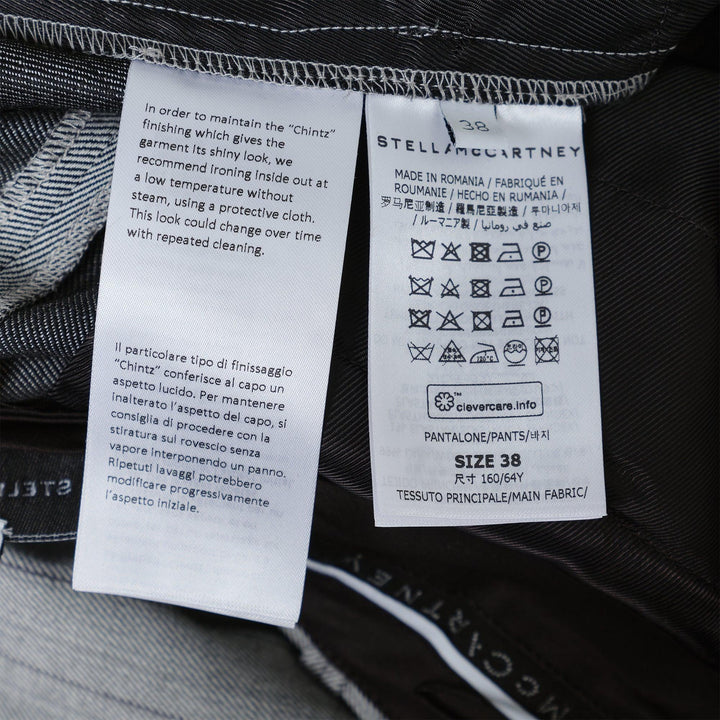 In order to maintain the “Chintz”
finishing which gives the
garment its shiny look, we
recommend ironing inside out at
a low temperature without
steam, using a protective cloth.
This look could change over time
with repeated cleaning.
Il particolare tipo di finissaggio
“Chintz” conferisce al capo un
aspetto lucido. Per mantenere
inalterato l’aspetto del capo, si
consiglia di procedere con la
stiratura sul rovescio senza
vapore interponendo un panno.
Ripetuti lavaggi potrebbero
modificare progressivamente
l’aspetto iniziale.
38
STELLAMcCARTNEY
MADE IN ROMANIA / FABRIQUÉ EN
ROUMANIE / HECHO EN RUMANIA /
罗马尼亚制造 / 羅馬尼亞製造 / 루마니아제
/ ルーマニア製 / صنع في رومانيا
P
P
P
120°C
clevercare.info
PANTALONE/PANTS/바지
SIZE 38
尺寸 160/64Y
TESSUTO PRINCIPALE/MAIN FABRIC/
STEL
MCCARTNEY